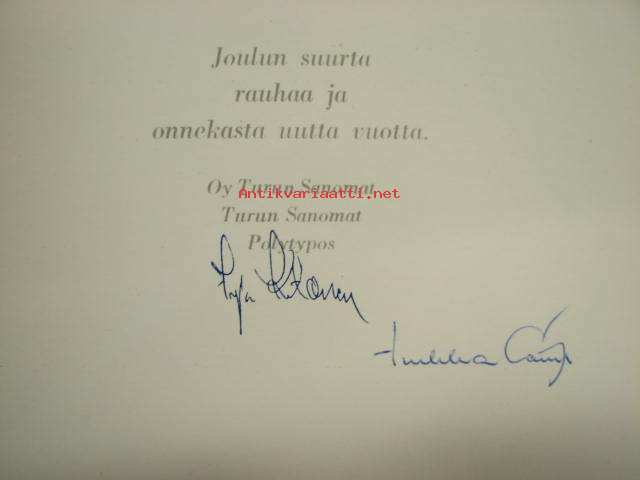 Joulun suurta
rauhaa ja
onnekasta uutta vuotta.
Oy Turun Sanomat
Antikvariaatti.net
Turun Sanomat
Polytypos